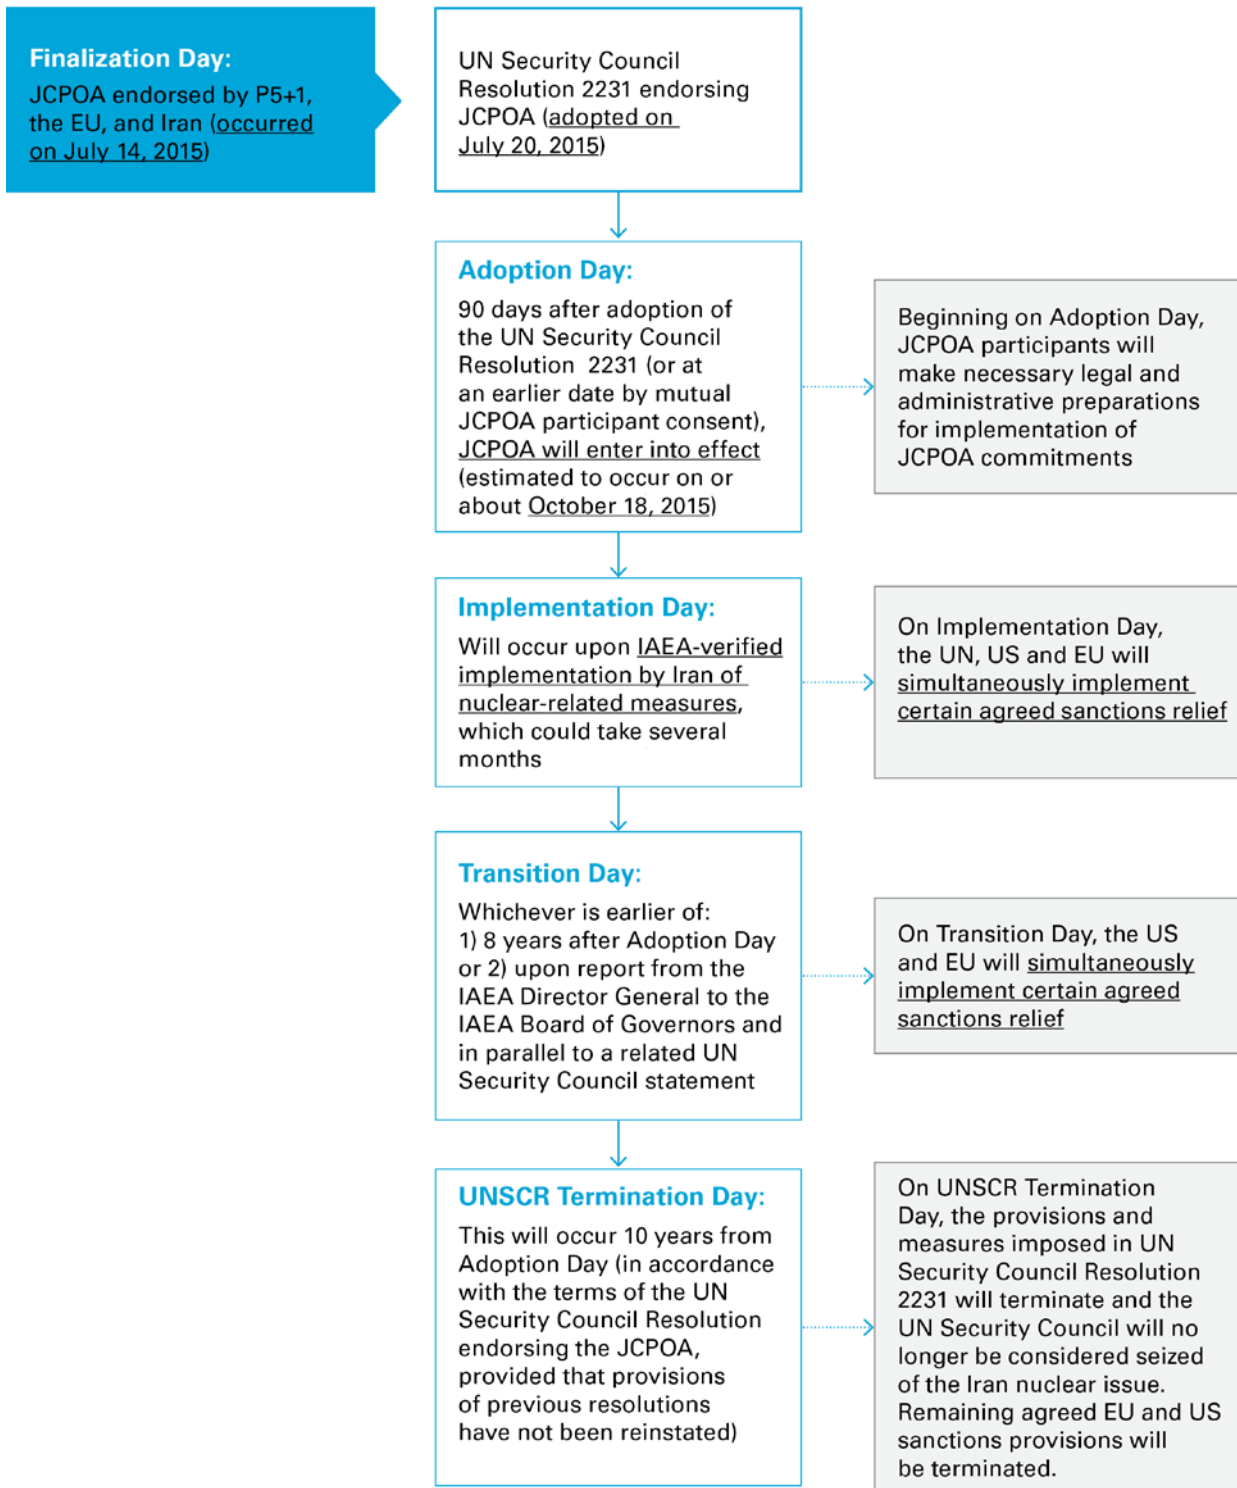 Finalization Day:
JCPOA endorsed by P5+1,
the EU, and Iran (occurred
on July 14, 2015)
UN Security Council
Resolution 2231 endorsing
JCPOA (adopted on
July 20, 2015)
Adoption Day:
90 days after adoption of
the UN Security Council
Resolution 2231 (or at
an earlier date by mutual
JCPOA participant consent),
JCPOA will enter into effect
(estimated to occur on or
about October 18, 2015)
Beginning on Adoption Day,
JCPOA participants will
make necessary legal and
administrative preparations
for implementation of
JCPOA commitments
Implementation Day:
Will occur upon IAEA-verified
implementation by Iran of
nuclear-related measures,
which could take several
months
On Implementation Day,
the UN, US and EU will
simultaneously implement
certain agreed sanctions relief
Transition Day:
Whichever is earlier of:
1) 8 years after Adoption Day
or 2) upon report from the
IAEA Director General to the
IAEA Board of Governors and
in parallel to a related UN
Security Council statement
On Transition Day, the US
and EU will simultaneously
implement certain agreed
sanctions relief
UNSCR Termination Day:
This will occur 10 years from
Adoption Day (in accordance
with the terms of the UN
Security Council Resolution
endorsing the JCPOA,
provided that provisions
of previous resolutions
have not been reinstated)
On UNSCR Termination
Day, the provisions and
measures imposed in UN
Security Council Resolution
2231 will terminate and the
UN Security Council will no
longer be considered seized
of the Iran nuclear issue.
Remaining agreed EU and US
sanctions provisions will
be terminated.